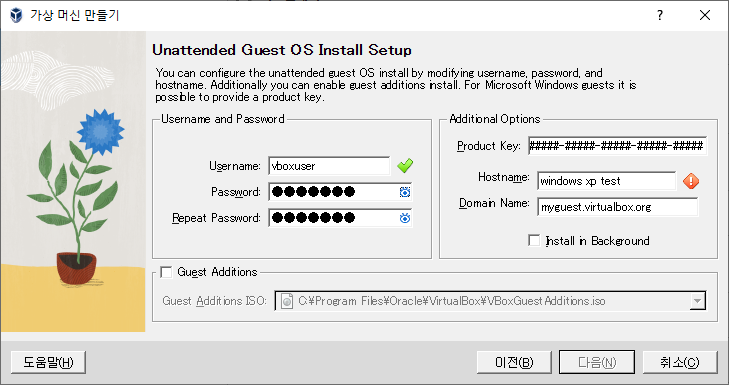 가상 머신 만들기
?
Unattended Guest OS Install Setup
You can configure the unattended guest OS install by modifying username, password, and
hostname. Additionally you can enable guest additions install. For Microsoft Windows guests it is
possible to provide a product key.
Username and Password
Username: vboxuser
Password: ●●●●●●●
Repeat Password: ●●●●●●●
Additional Options
Product Key: #####-#####-#####-#####-#####
Hostname: windows xp test
Domain Name: myguest.virtualbox.org
Install in Background
Guest Additions
Guest Additions ISO: C:\Program Files\Oracle\VirtualBox\VBoxGuestAdditions.iso
도움말(H)
이전(B)
다음(N)
취소(C)